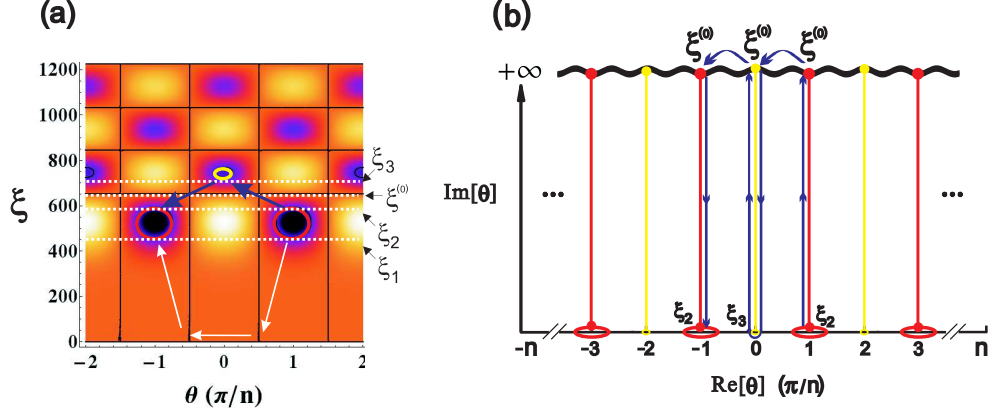 (a)
1200
1000
800
600
400
200
0
ξ
−2
−1
0
1
2
θ (π/n)
ξ3
ξ(0)
ξ2
ξ1
(b)
ξ(0) ξ(0) ξ(0)
+∞
Im[θ]
... ...
ξ2 ξ3 ξ2
-n -3 -2 -1 0 1 2 3 n
Re[θ] (π/n)